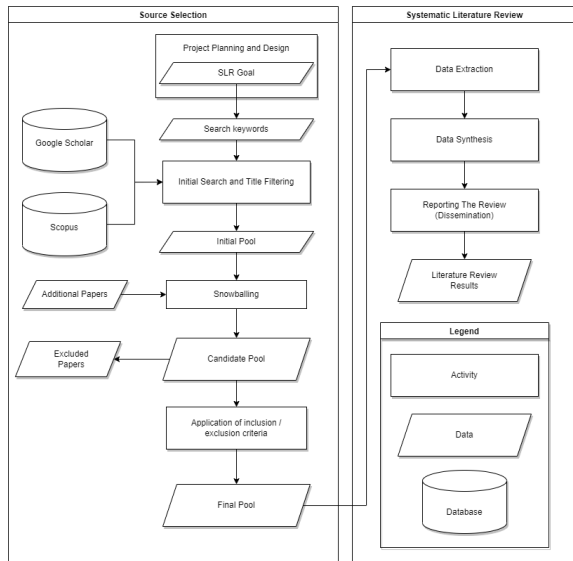 Source Selection
Project Planning and Design
SLR Goal
Search keywords
Google Scholar
Initial Search and Title Filtering
Scopus
Initial Pool
Additional Papers
Snowballing
Excluded
Papers
Candidate Pool
Application of inclusion /
exclusion criteria
Final Pool
Systematic Literature Review
Data Extraction
Data Synthesis
Reporting The Review
(Dissemination)
Literature Review
Results
Legend
Activity
Data
Database